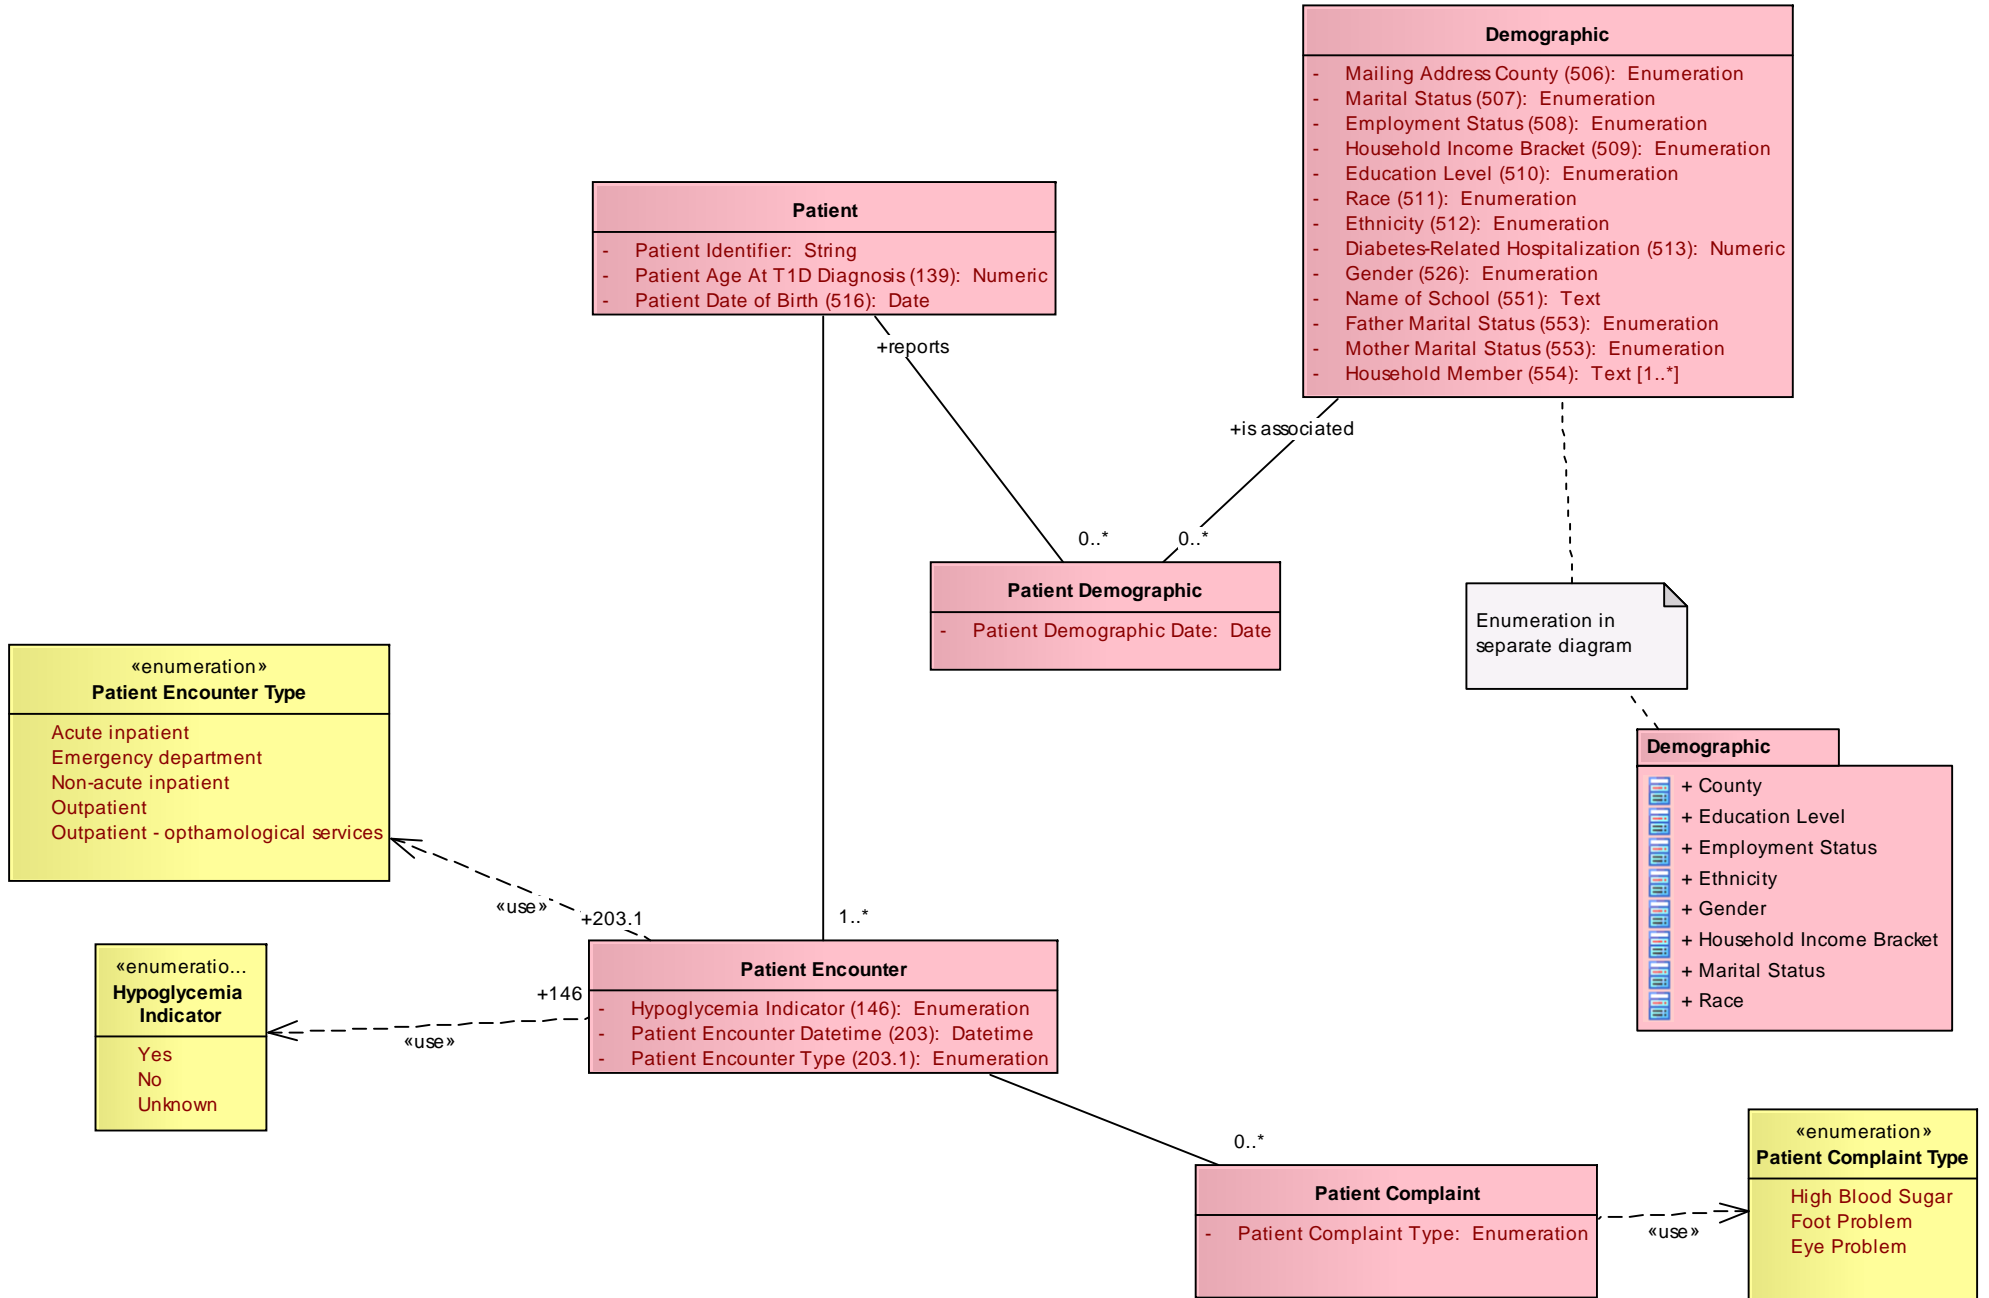 Demographic
- Mailing Address County (506): Enumeration
- Marital Status (507): Enumeration
- Employment Status (508): Enumeration
- Household Income Bracket (509): Enumeration
- Education Level (510): Enumeration
- Race (511): Enumeration
- Ethnicity (512): Enumeration
- Diabetes-Related Hospitalization (513): Numeric
- Gender (526): Enumeration
- Name of School (551): Text
- Father Marital Status (553): Enumeration
- Mother Marital Status (553): Enumeration
- Household Member (554): Text [1..*]
Patient
- Patient Identifier: String
- Patient Age At T1D Diagnosis (139): Numeric
- Patient Date of Birth (516): Date
+reports
+is associated
0..*
0..*
Patient Demographic
- Patient Demographic Date: Date
Enumeration in
separate diagram
«enumeration»
Patient Encounter Type
Acute inpatient
Emergency department
Non-acute inpatient
Outpatient
Outpatient - opthamological services
Demographic
+ County
+ Education Level
+ Employment Status
+ Ethnicity
+ Gender
+ Household Income Bracket
+ Marital Status
+ Race
«use»
+203.1
1..*
«enumeratio...
Hypoglycemia
Indicator
Yes
No
Unknown
+146
«use»
Patient Encounter
- Hypoglycemia Indicator (146): Enumeration
- Patient Encounter Datetime (203): Datetime
- Patient Encounter Type (203.1): Enumeration
0..*
Patient Complaint
- Patient Complaint Type: Enumeration
«use»
«enumeration»
Patient Complaint Type
High Blood Sugar
Foot Problem
Eye Problem